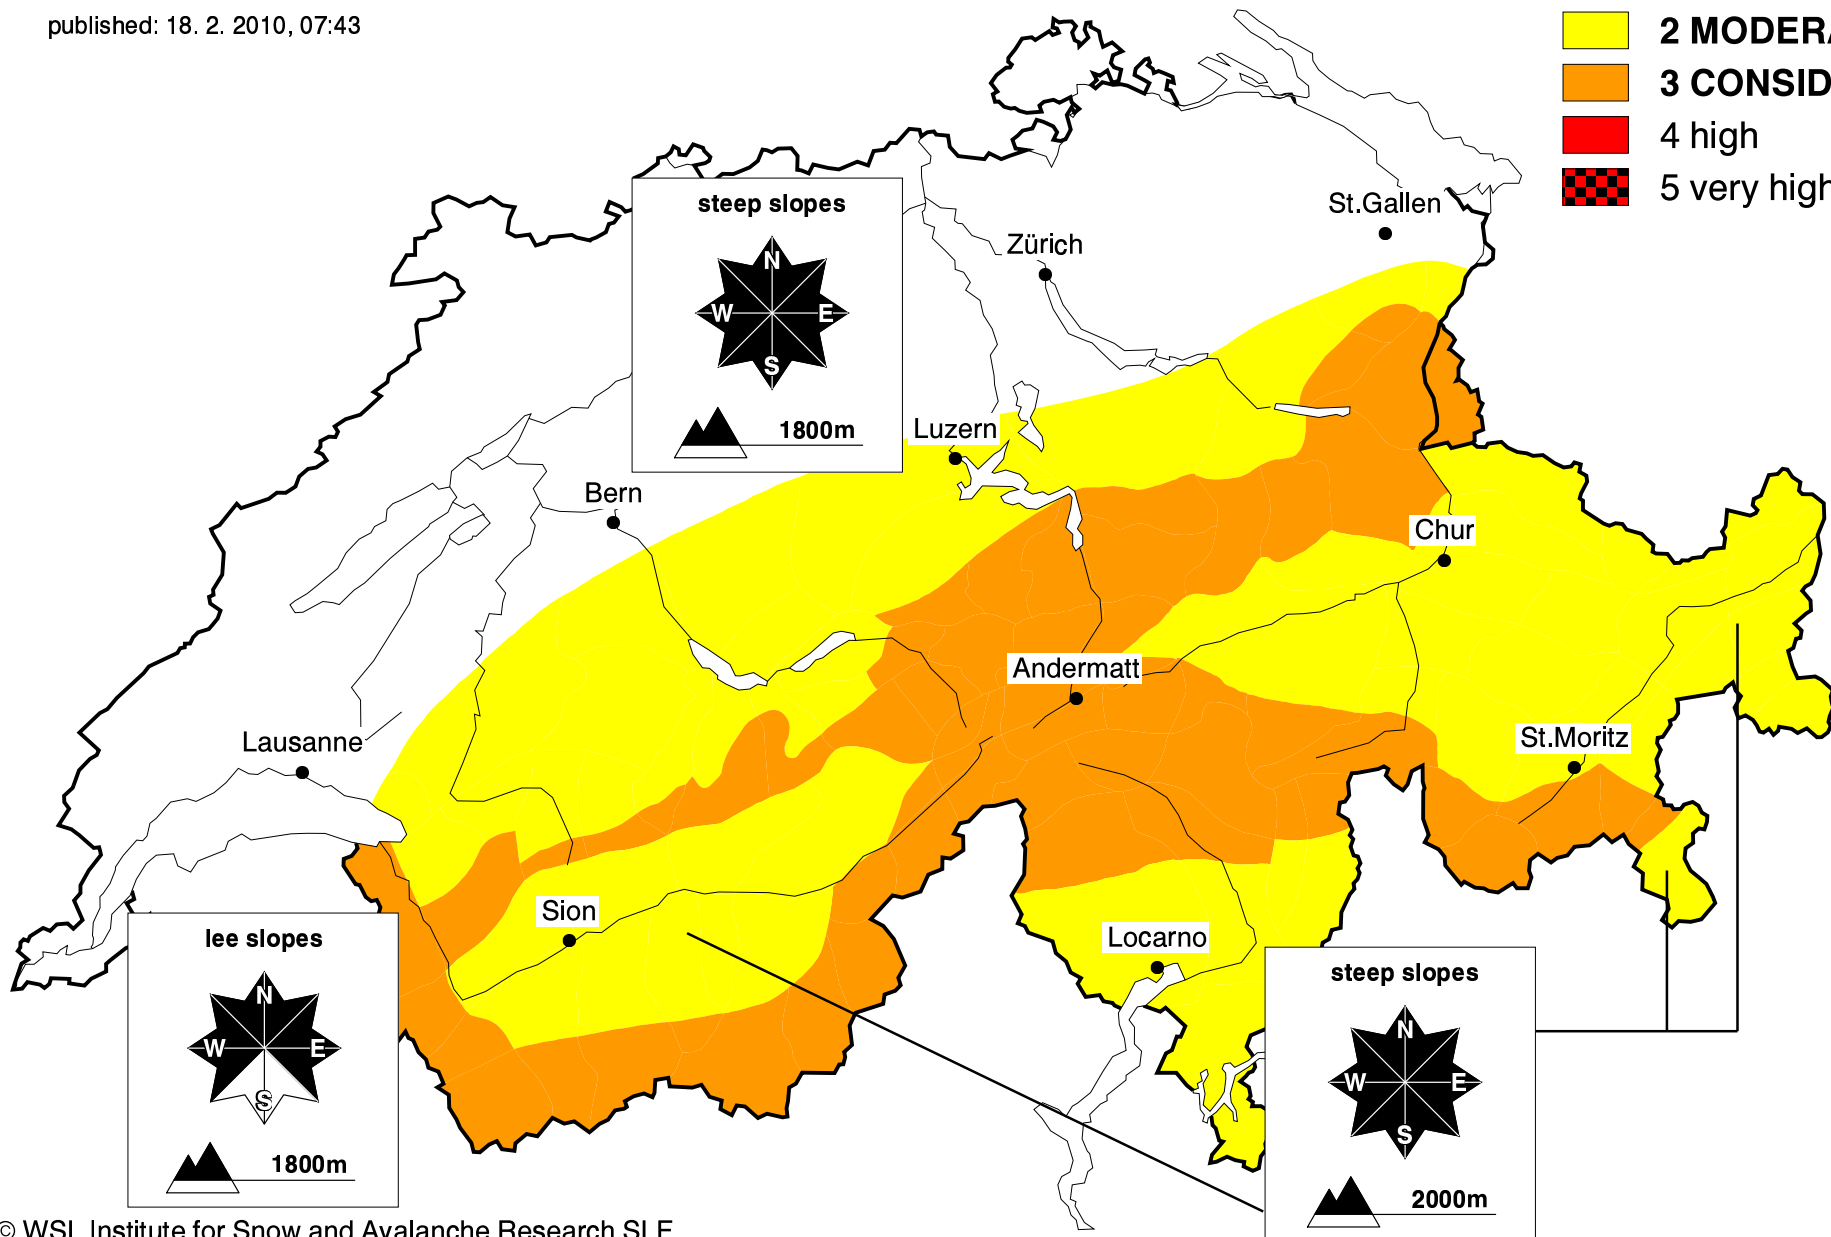 published: 18. 2. 2010, 07:43
2 MODERA
3 CONSID
4 high
5 very high
St.Gallen
Zürich
steep slopes
N
W E
S
1800m
Luzern
Bern
Chur
Andermatt
St.Moritz
Lausanne
Sion
Locarno
lee slopes
N
W E
S
1800m
steep slopes
N
W E
S
2000m
© WSL Institute for Snow and Avalanche Research SLF